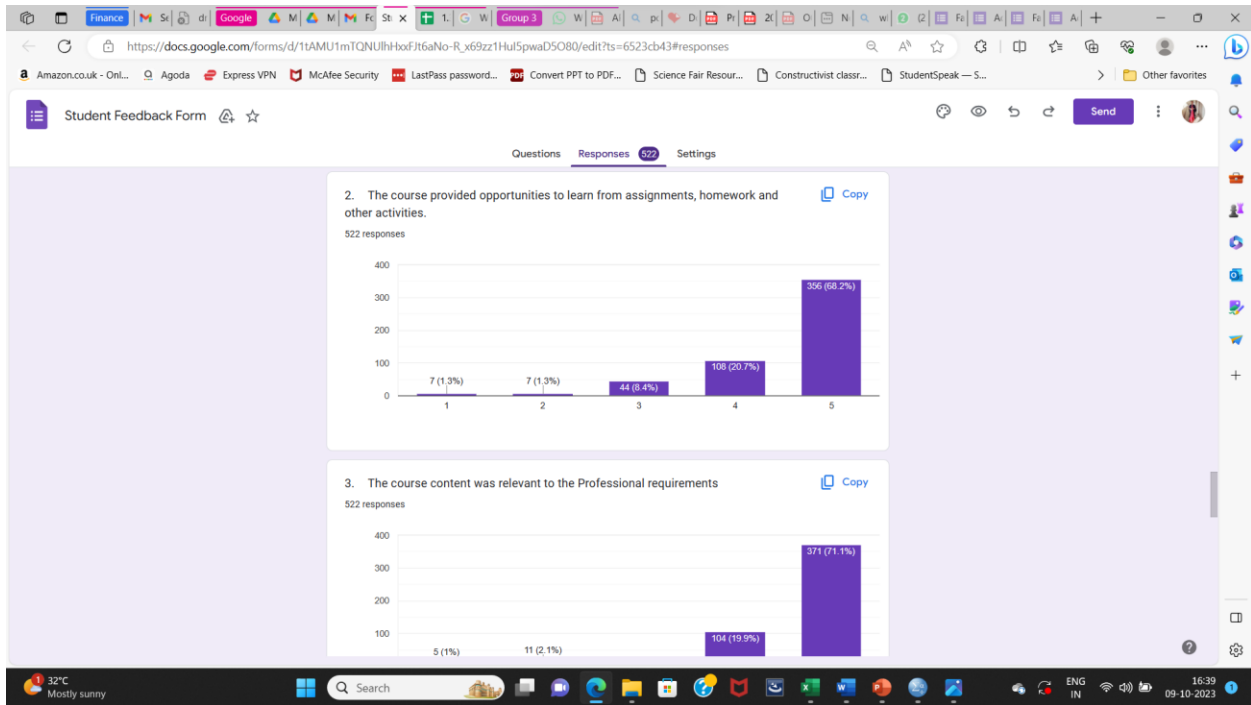 Finance
Google
Group 3
https://docs.google.com/forms/d/1tAMU1mTQNUlhHxxFJt6aNo-R_x69zz1HuI5pwaD5O80/edit?ts=6523cb43#responses
Amazon.co.uk - Onl... Agoda Express VPN McAfee Security LastPass password... Convert PPT to PDF... Science Fair Resour... Constructivist classr... StudentSpeak — S... Other favorites
Student Feedback Form
Send
Questions Responses 522 Settings
2. The course provided opportunities to learn from assignments, homework and
other activities.
Copy
522 responses
400
300
200
100
0
7 (1.3%) 7 (1.3%) 44 (8.4%) 108 (20.7%) 356 (68.2%)
1 2 3 4 5
3. The course content was relevant to the Professional requirements
Copy
522 responses
400
300
200
100
5 (1%) 11 (2.1%) 104 (19.9%) 371 (71.1%)
32°C
Mostly sunny
Search
ENG
IN
16:39
09-10-2023